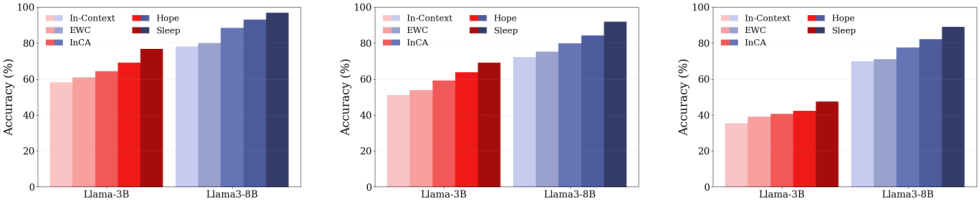 Accuracy (%)
100
80
60
40
20
0
In-Context
EWC
InCA
Hope
Sleep
Llama-3B
Llama3-8B
Accuracy (%)
100
80
60
40
20
0
In-Context
EWC
InCA
Hope
Sleep
Llama-3B
Llama3-8B
Accuracy (%)
100
80
60
40
20
0
In-Context
EWC
InCA
Hope
Sleep
Llama-3B
Llama3-8B